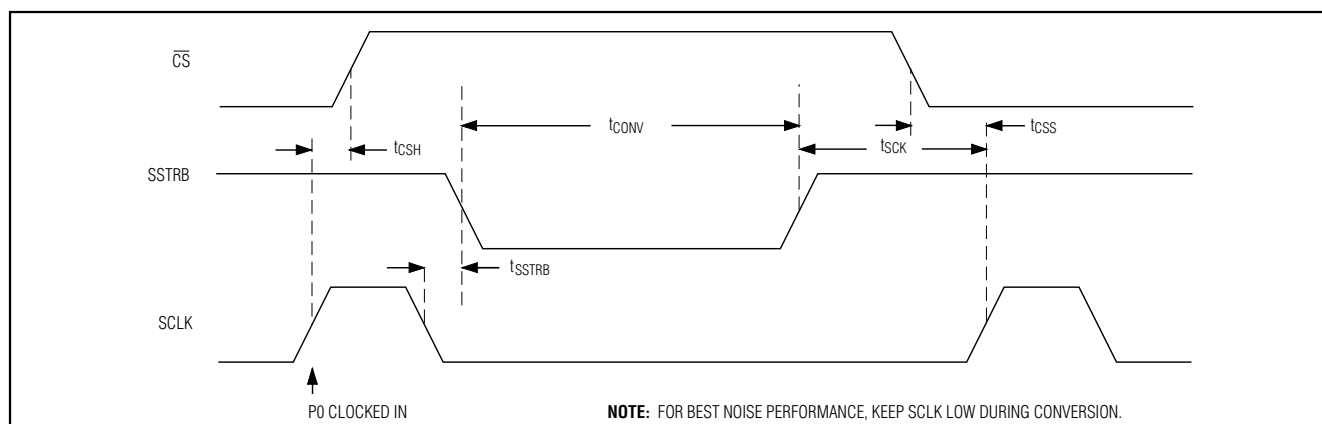 C̅S̅
tCONV
tCSS
tCSH
tSCK
SSTRB
tSSTRB
SCLK
P0 CLOCKED IN
NOTE: FOR BEST NOISE PERFORMANCE, KEEP SCLK LOW DURING CONVERSION.